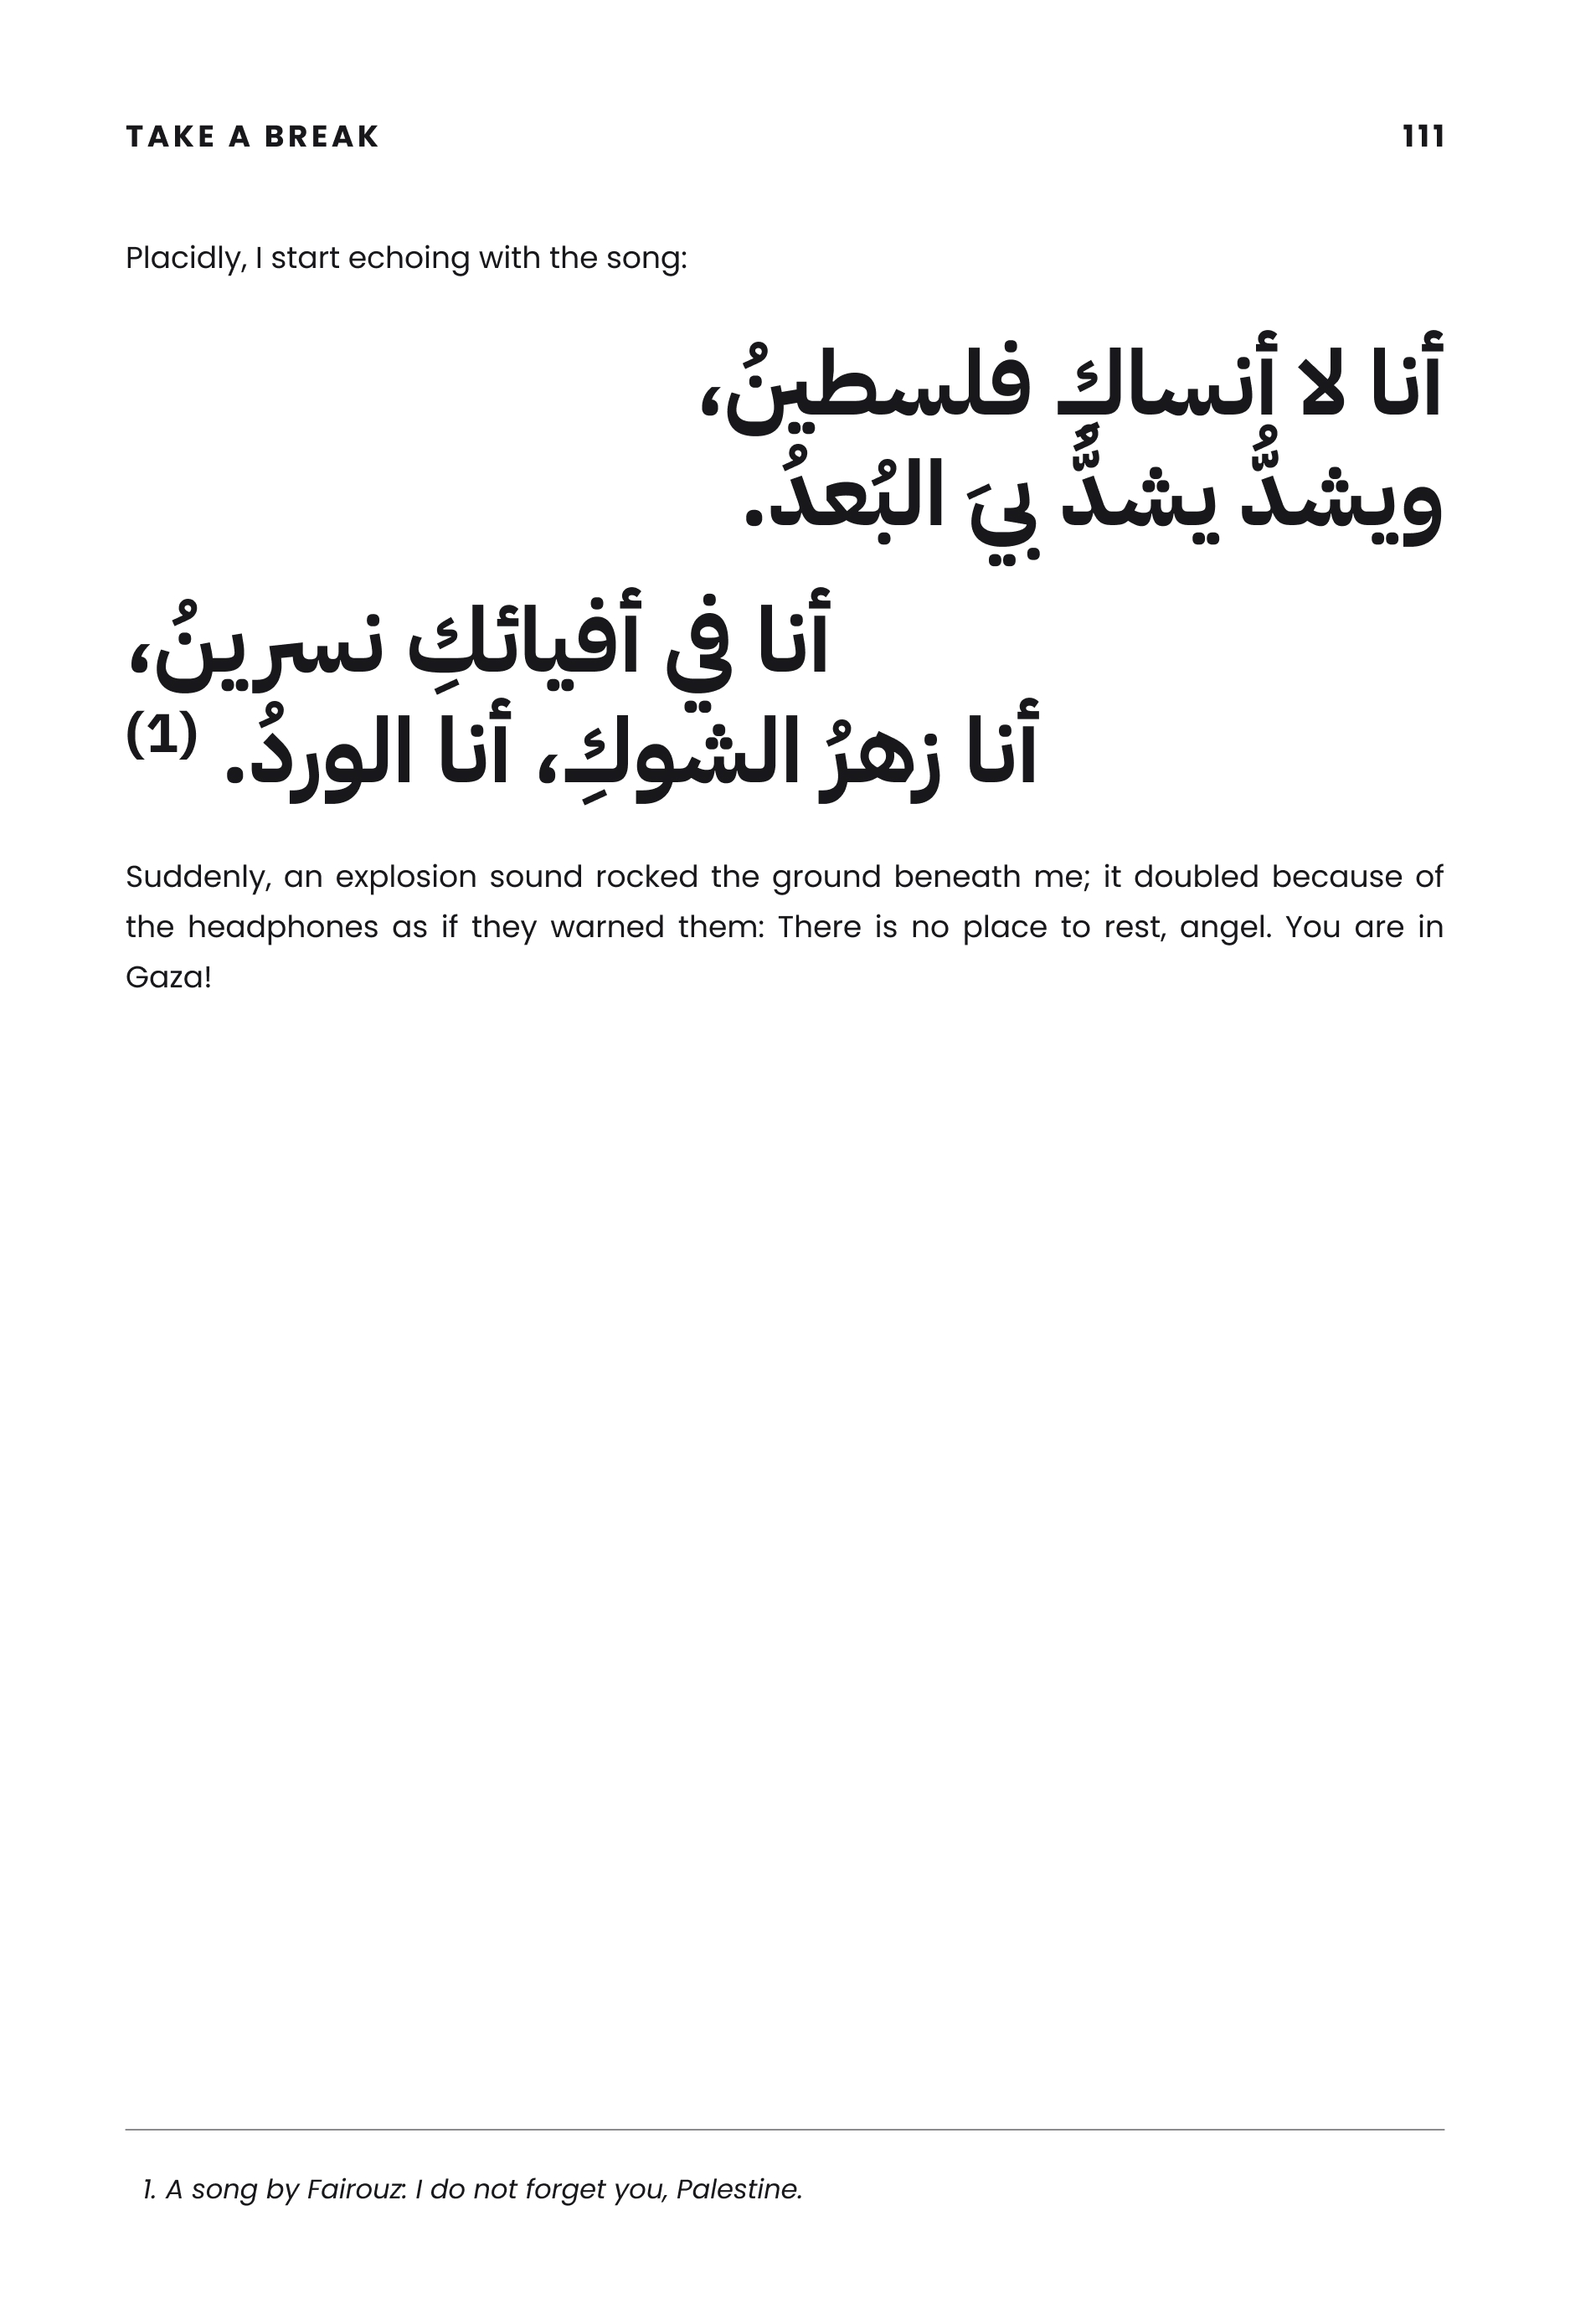 TAKE A BREAK 111
Placidly, I start echoing with the song:
أنا لا أنساكِ فلسطينُ،
ويشدُّ يشدُّ بيَ البُعدُ.
أنا في أفيائكِ نسرينُ،
أنا زهرُ الشوكِ، أنا الوردُ. (1)
Suddenly, an explosion sound rocked the ground beneath me; it doubled because of
the headphones as if they warned them: There is no place to rest, angel. You are in
Gaza!
1. A song by Fairouz: I do not forget you, Palestine.